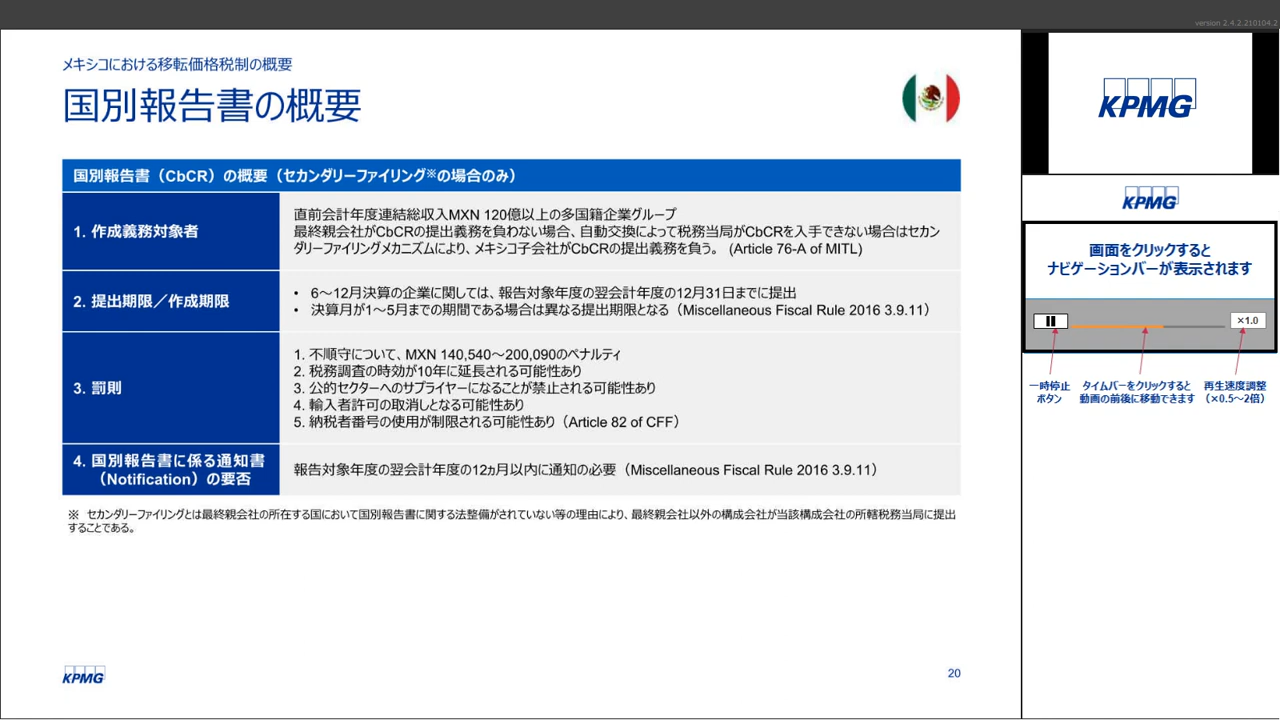 version 2.4.2.210104.2
メキシコにおける移転価格税制の概要
国別報告書の概要
国別報告書（CbCR）の概要（セカンダリーファイリング※の場合のみ）
1. 作成義務対象者
直前会計年度連結総収入MXN 120億以上の多国籍企業グループ
最終親会社がCbCRの提出義務を負わない場合、自動交換によって税務当局がCbCRを入手できない場合はセカン
ダリーファイリングメカニズムにより、メキシコ子会社がCbCRの提出義務を負う。 (Article 76-A of MITL)
2. 提出期限／作成期限
• 6～12月決算の企業に関しては、報告対象年度の翌会計年度の12月31日までに提出
• 決算月が1～5月までの期間である場合は異なる提出期限となる（Miscellaneous Fiscal Rule 2016 3.9.11）
3. 罰則
1. 不順守について、MXN 140,540～200,090のペナルティ
2. 税務調査の時効が10年に延長される可能性あり
3. 公的セクターへのサプライヤーになることが禁止される可能性あり
4. 輸入者許可の取消しとなる可能性あり
5. 納税者番号の使用が制限される可能性あり（Article 82 of CFF）
4. 国別報告書に係る通知書
（Notification）の要否
報告対象年度の翌会計年度の12ヵ月以内に通知の必要（Miscellaneous Fiscal Rule 2016 3.9.11）
※ セカンダリーファイリングとは最終親会社の所在する国において国別報告書に関する法整備がされていない等の理由により、最終親会社以外の構成会社が当該構成会社の所轄税務当局に提出
することである。
KPMG
20
KPMG
KPMG
画面をクリックすると
ナビゲーションバーが表示されます
×1.0
一時停止
ボタン
タイムバーをクリックすると
動画の前後に移動できます
再生速度調整
（×0.5～2倍）